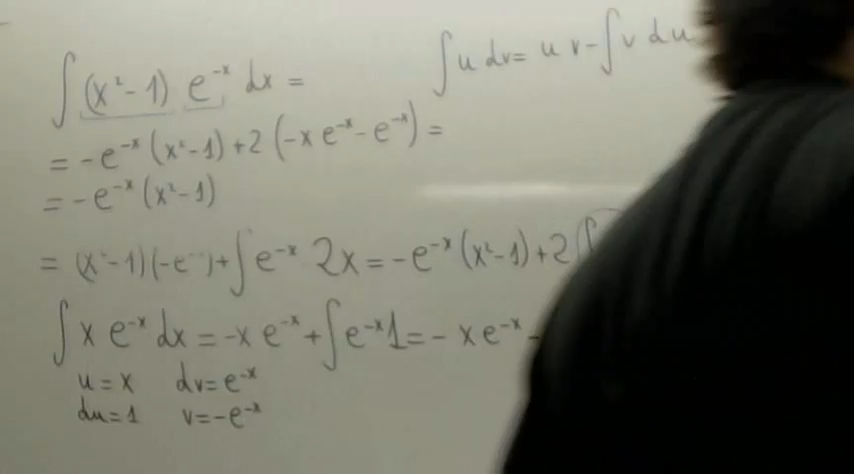 ∫(x²-1) e⁻ˣ dx =
∫u dv= u v-∫v du
= -e⁻ˣ (x²-1)+2 (-x e⁻ˣ-e⁻ˣ) =
= -e⁻ˣ (x²-1)
= (x²-1)(-e⁻ˣ)+∫e⁻ˣ 2x=-e⁻ˣ(x²-1)+2(∫
∫x e⁻ˣ dx=-x e⁻ˣ+∫e⁻ˣ1=- x e⁻ˣ-
u=x dv=e⁻ˣ
du=1 v=-e⁻ˣ